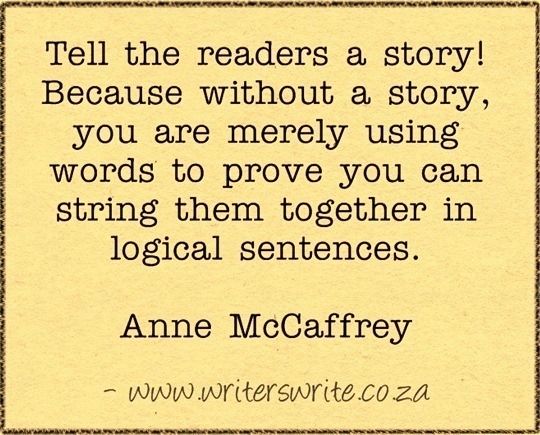 Tell the readers a story!
Because without a story,
you are merely using
words to prove you can
string them together in
logical sentences.
Anne McCaffrey
- www.writerswrite.co.za